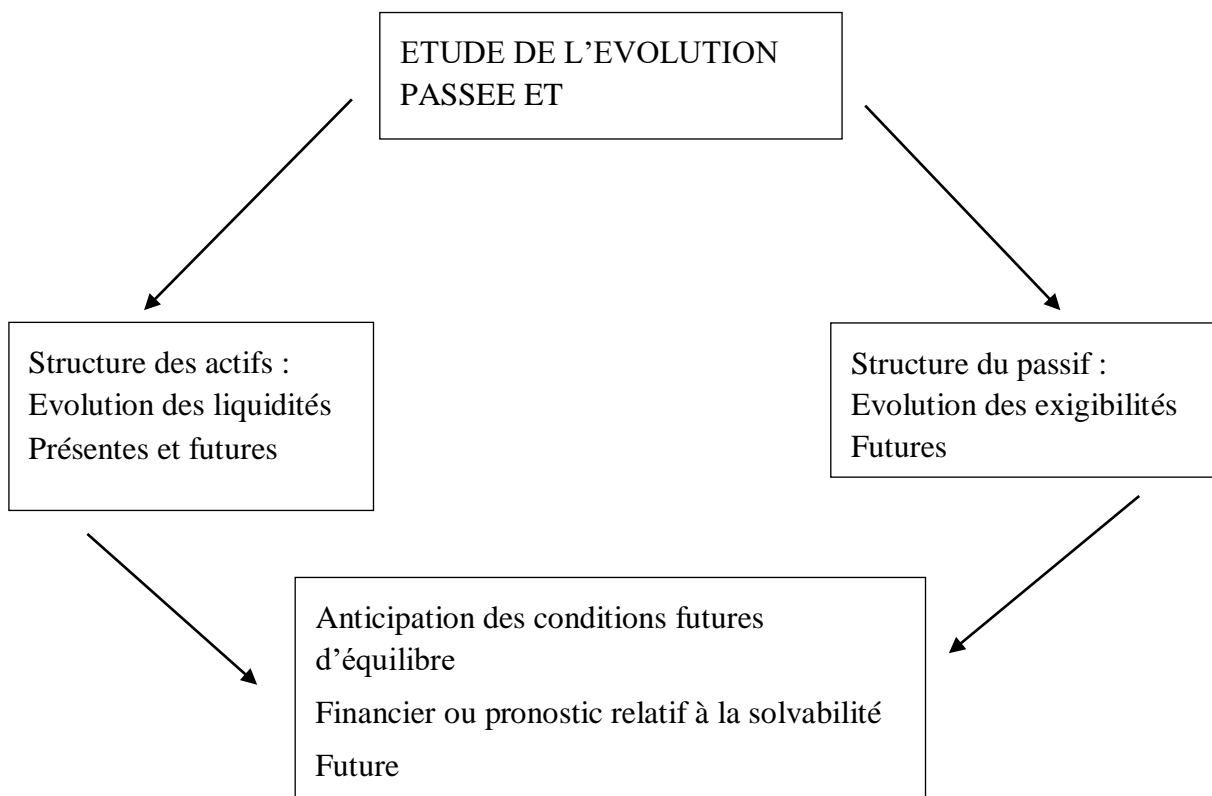 ETUDE DE L’EVOLUTION
PASSEE ET
Structure des actifs :
Evolution des liquidités
Présentes et futures
Structure du passif :
Evolution des exigibilités
Futures
Anticipation des conditions futures
d’équilibre
Financier ou pronostic relatif à la solvabilité
Future